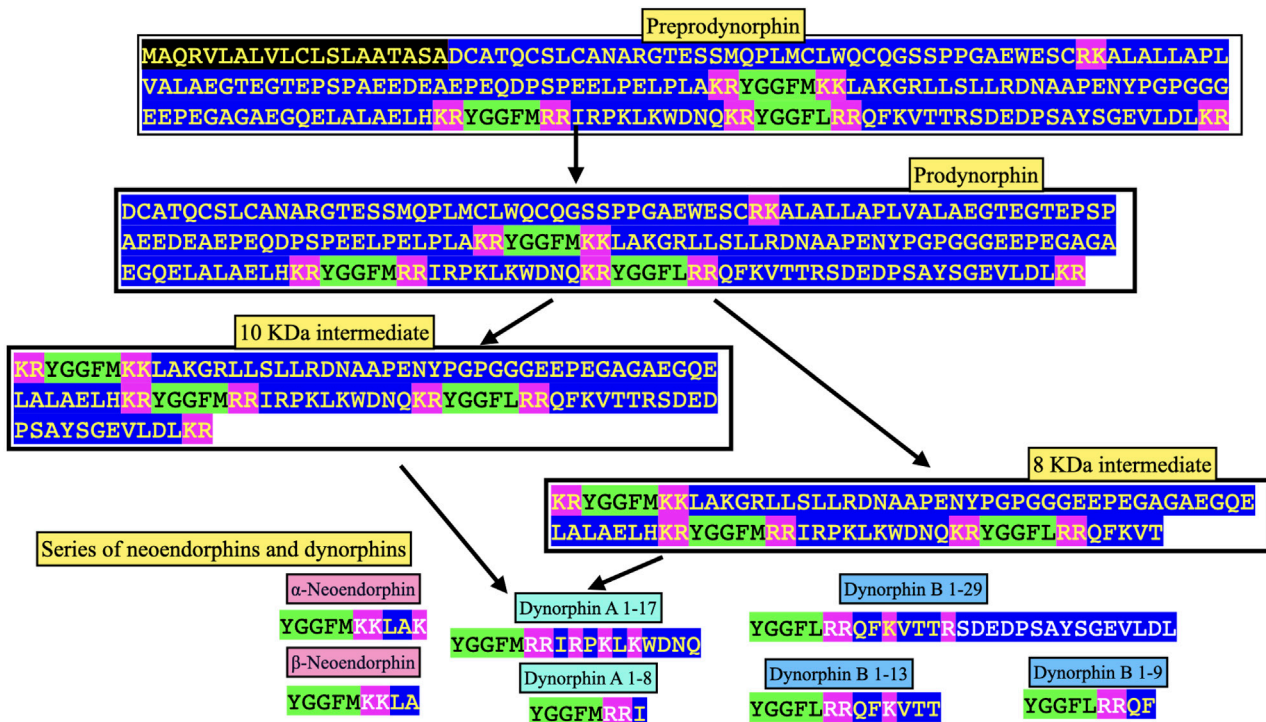 Preprodynorphin
MAQRVLALVLCLSLAATASADCATQCSLCANARGTESSMQPLMCLWQCQGSSPPGAEWESCRKALALLAPL
VALAEGTEGTEPSPAEEDEAEPEQDPSPEELPELPLAKRYGGFMKKLAKGRLLSLLRDNAAPENYPGPGGG
EEPEGAGAEGQELALAELHKRYGGFMRRIRPKLKWDNQKRYGGFLRRQFKVTTRSDEDPSAYSGEVLDLKR
Prodynorphin
DCATQCSLCANARGTESSMQPLMCLWQCQGSSPPGAEWESCRKALALLAPLVALAEGTEGTEPSP
AEEDEAEPEQDPSPEELPELPLAKRYGGFMKKLAKGRLLSLLRDNAAPENYPGPGGGEEPEGAGA
EGQELALAELHKRYGGFMRRIRPKLKWDNQKRYGGFLRRQFKVTTRSDEDPSAYSGEVLDLKR
10 KDa intermediate
KRYGGFMKKLAKGRLLSLLRDNAAPENYPGPGGGEEPEGAGAEGQE
LALAELHKRYGGFMRRIRPKLKWDNQKRYGGFLRRQFKVTTRSDED
PSAYSGEVLDLKR
8 KDa intermediate
KRYGGFMKKLAKGRLLSLLRDNAAPENYPGPGGGEEPEGAGAEGQE
LALAELHKRYGGFMRRIRPKLKWDNQKRYGGFLRRQFKVT
Series of neoendorphins and dynorphins
α-Neoendorphin
YGGFMKKLAK
β-Neoendorphin
YGGFMKKLA
Dynorphin A 1-17
YGGFMRRIRPKLKWDNQ
Dynorphin A 1-8
YGGFMRRI
Dynorphin B 1-29
YGGFLRRQFKVTTRSDEDPSAYSGEVLDL
Dynorphin B 1-13
YGGFLRRQFKVTT
Dynorphin B 1-9
YGGFLRRQF